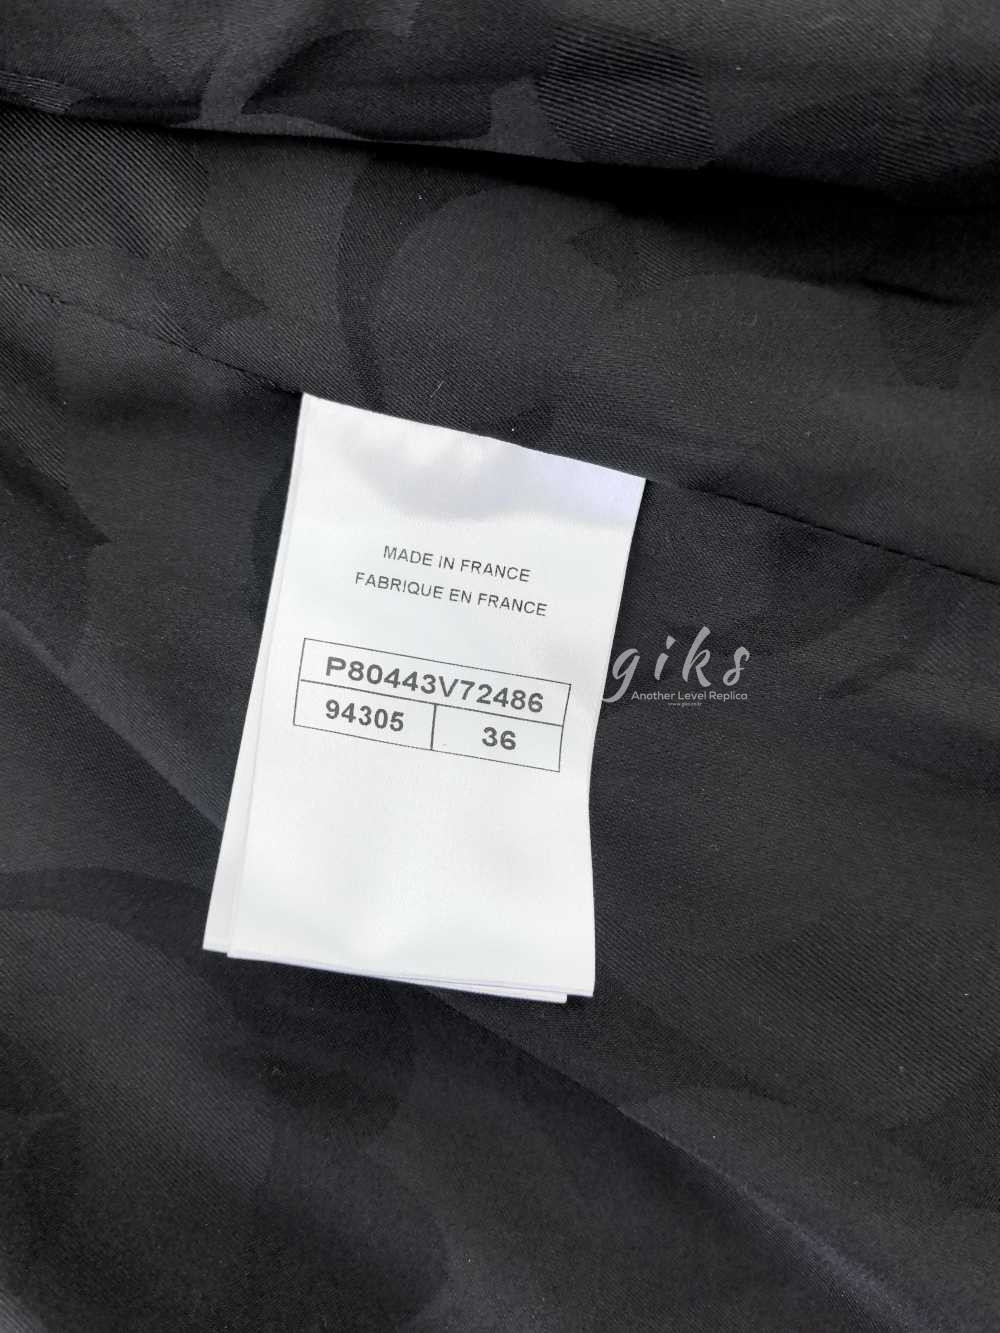 MADE IN FRANCE
FABRIQUE EN FRANCE
P80443V72486
94305 36
giks
Another Level Replica